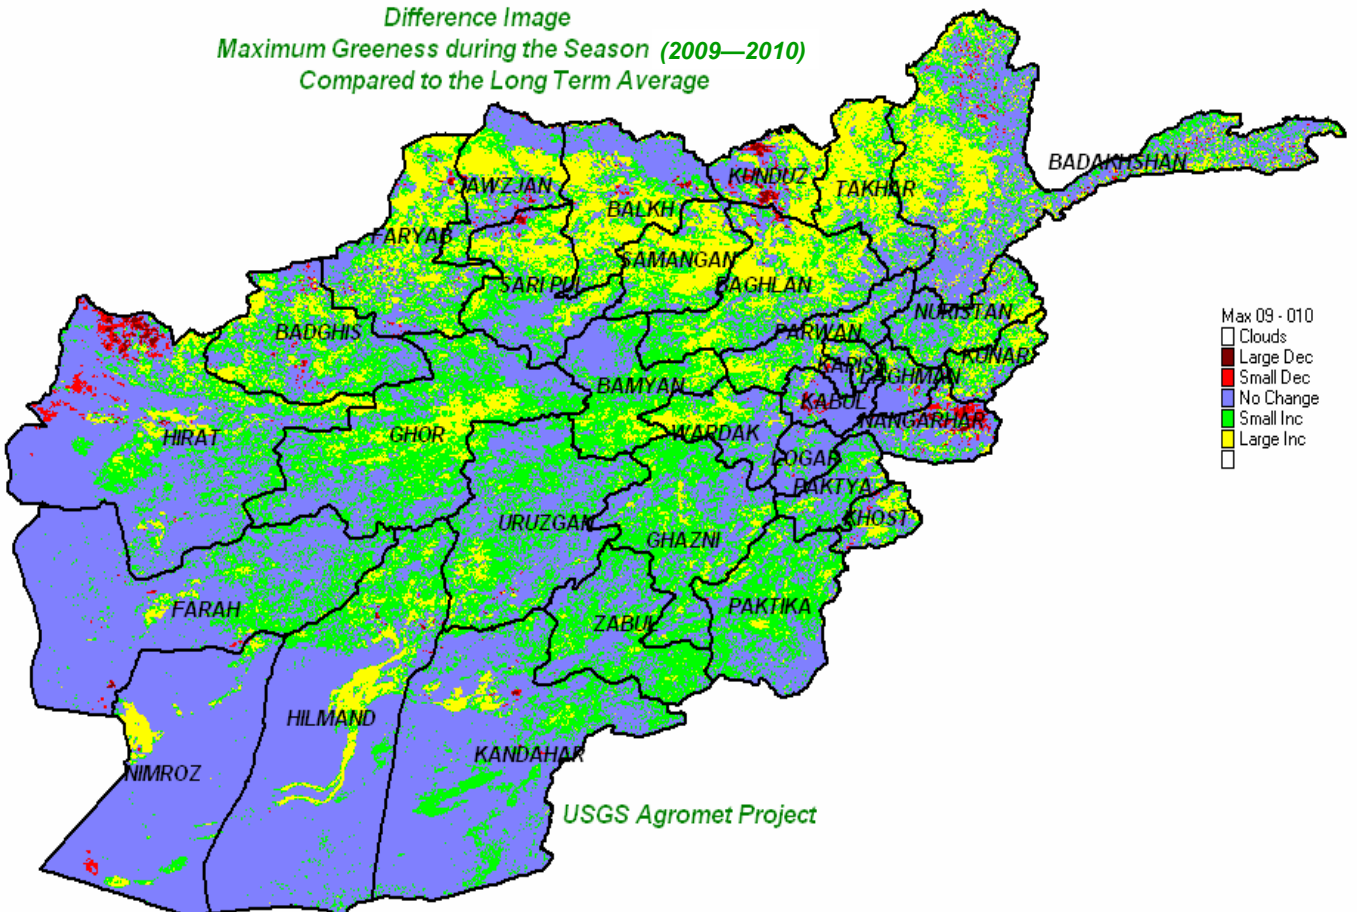 Difference Image
Maximum Greeness during the Season (2009—2010)
Compared to the Long Term Average
BADAKHSHAN
KUNDUZ
JAWZJAN
TAKHAR
BALKH
FARYAB
SAMANGAN
SARI PUL
BAGHLAN
NURISTAN
BADGHIS
PARWAN
KUNAR
KAPISA
LAGHMAN
BAMYAN
KABUL
NANGARHAR
HIRAT
GHOR
WARDAK
LOGAR
PAKTYA
KHOST
URUZGAN
GHAZNI
FARAH
PAKTIKA
ZABUL
HILMAND
KANDAHAR
NIMROZ
USGS Agromet Project
Max 09 - 010
Clouds
Large Dec
Small Dec
No Change
Small Inc
Large Inc